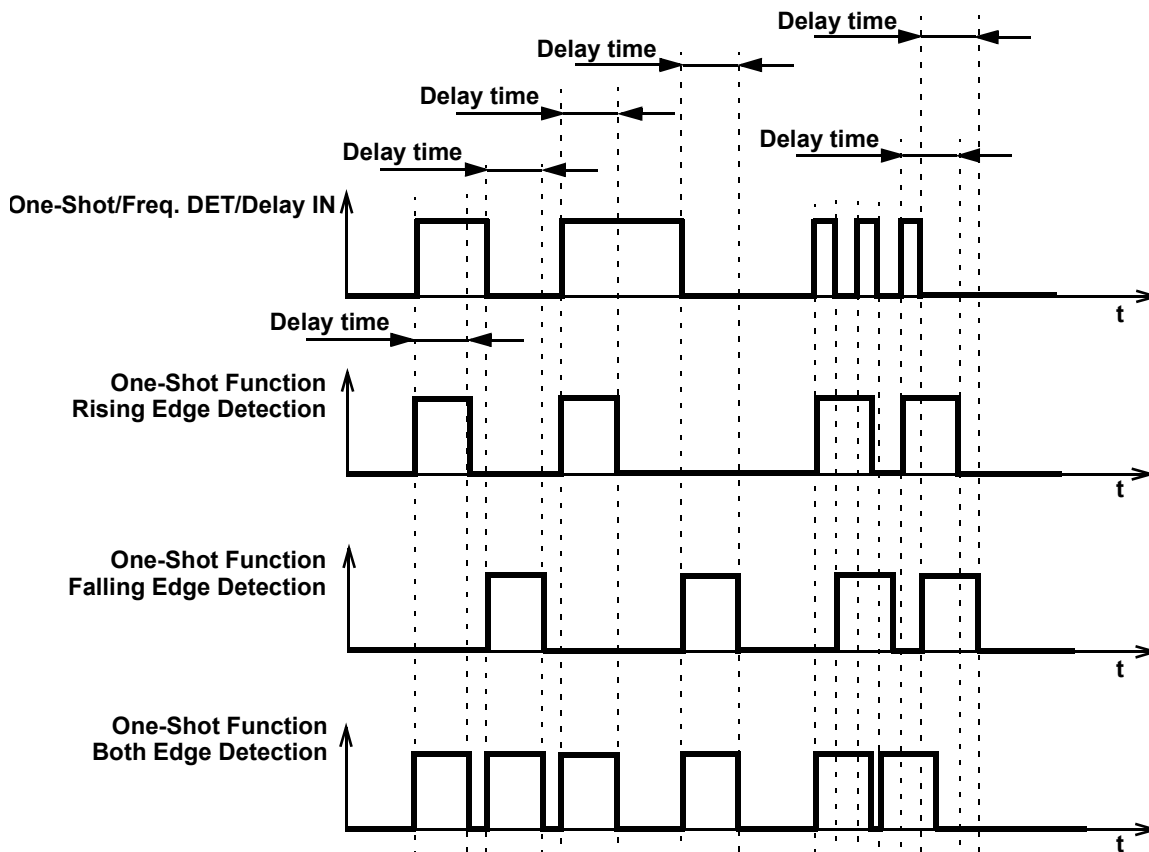 Delay time
Delay time
Delay time
Delay time
Delay time
One-Shot/Freq. DET/Delay IN
t
Delay time
One-Shot Function
Rising Edge Detection
t
One-Shot Function
Falling Edge Detection
t
One-Shot Function
Both Edge Detection
t